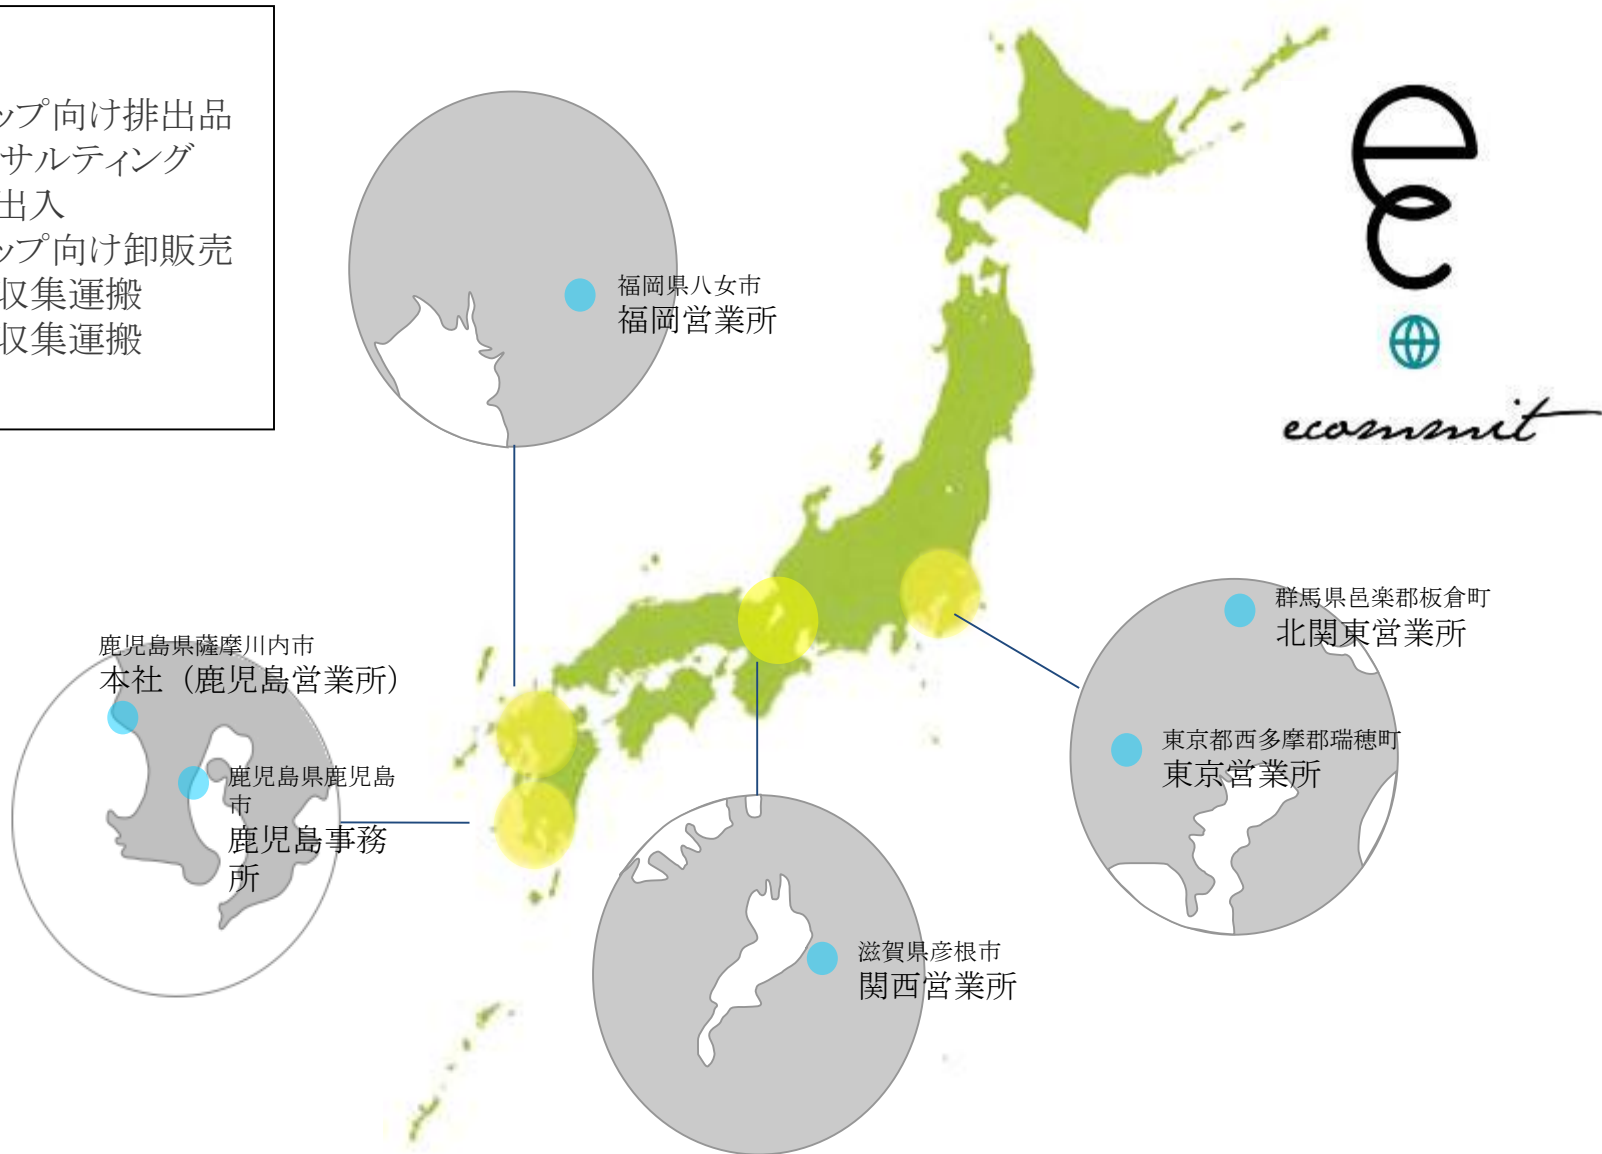 ップ向け排出品
サルティング
出入
ップ向け卸販売
収集運搬
収集運搬
福岡県八女市
福岡営業所
ecommit
群馬県邑楽郡板倉町
北関東営業所
鹿児島県薩摩川内市
本社（鹿児島営業所）
東京都西多摩郡瑞穂町
東京営業所
鹿児島県鹿児島
市
鹿児島事務
所
滋賀県彦根市
関西営業所